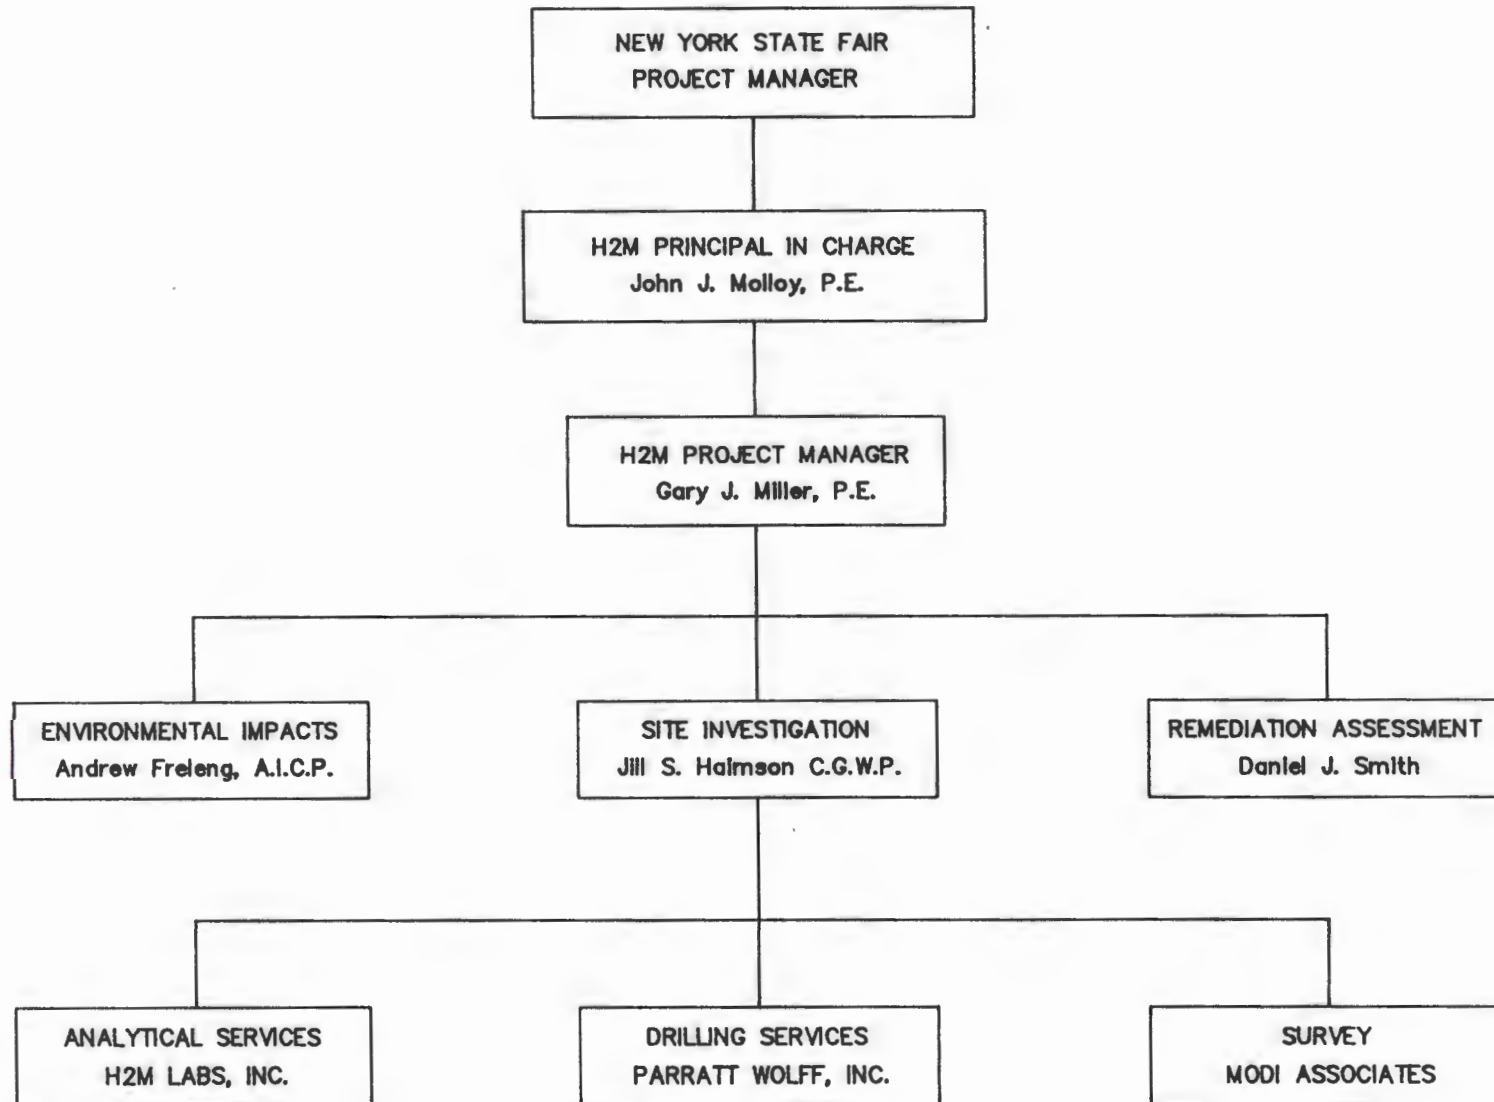 NEW YORK STATE FAIR
PROJECT MANAGER
H2M PRINCIPAL IN CHARGE
John J. Molloy, P.E.
H2M PROJECT MANAGER
Gary J. Miller, P.E.
ENVIRONMENTAL IMPACTS
Andrew Freleng, A.I.C.P.
SITE INVESTIGATION
Jill S. Haimson C.G.W.P.
REMEDIATION ASSESSMENT
Daniel J. Smith
ANALYTICAL SERVICES
H2M LABS, INC.
DRILLING SERVICES
PARRATT WOLFF, INC.
SURVEY
MODI ASSOCIATES